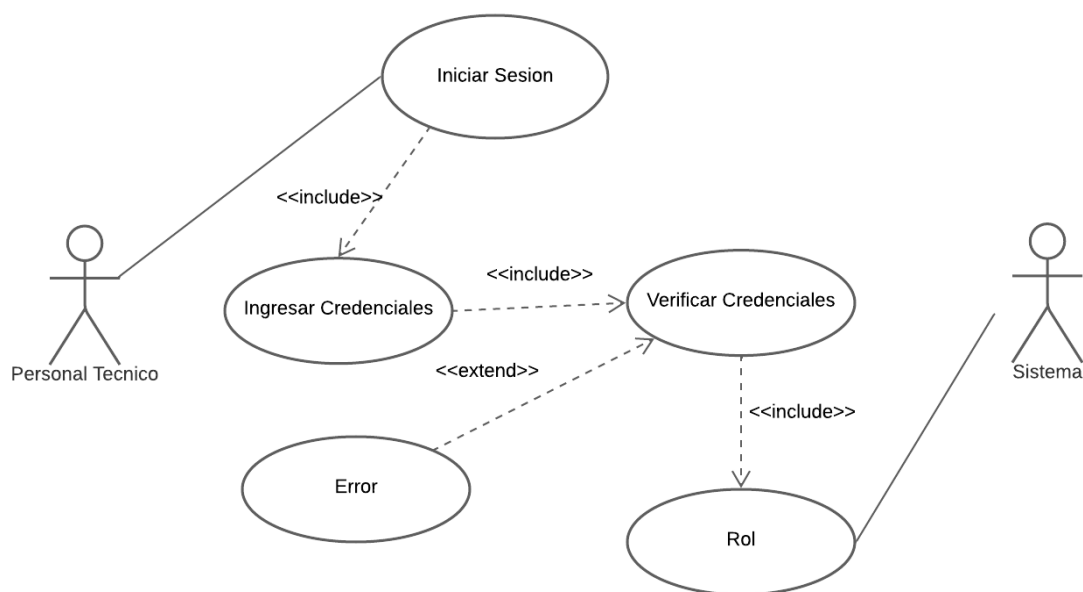 Iniciar Sesion
<<include>>
Ingresar Credenciales
<<include>>
Verificar Credenciales
Personal Tecnico
<<extend>>
Sistema
<<include>>
Error
Rol